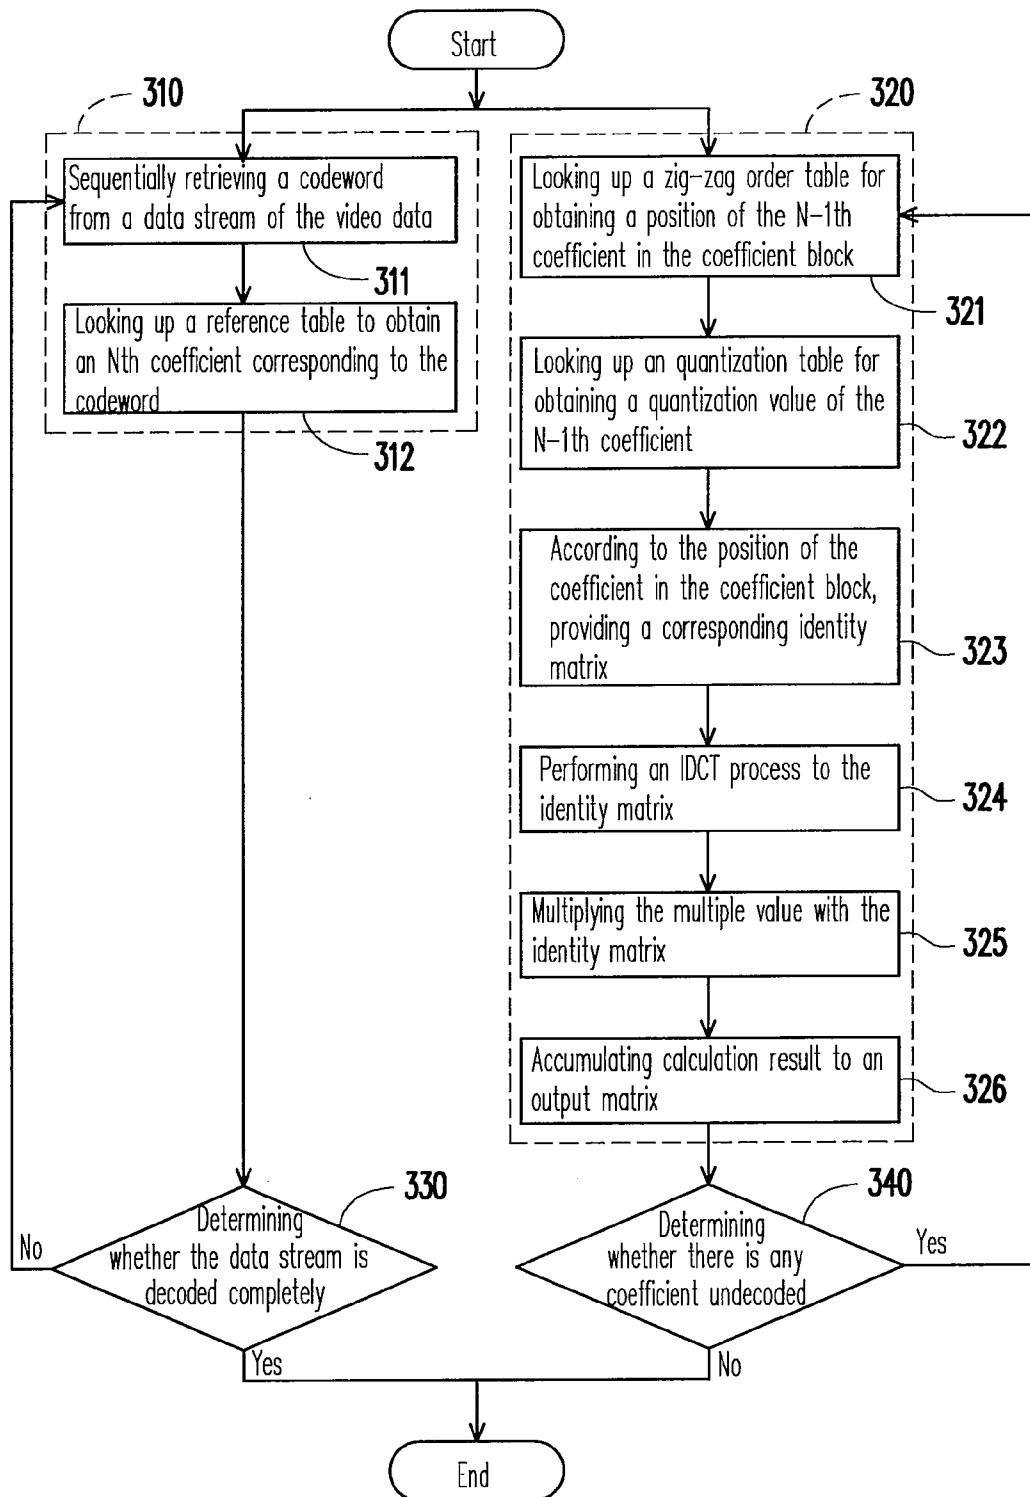 Start
310
320
Sequentially retrieving a codeword
from a data stream of the video data
311
Looking up a reference table to obtain
an Nth coefficient corresponding to the
codeword
312
Looking up a zig-zag order table for
obtaining a position of the N-1th
coefficient in the coefficient block
321
Looking up an quantization table for
obtaining a quantization value of the
N-1th coefficient
322
According to the position of the
coefficient in the coefficient block,
providing a corresponding identity
matrix
323
Performing an IDCT process to the
identity matrix
324
Multiplying the multiple value with the
identity matrix
325
Accumulating calculation result to an
output matrix
326
330
Determining
whether the data stream is
decoded completely
No
Yes
340
Determining
whether there is any
coefficient undecoded
Yes
No
End